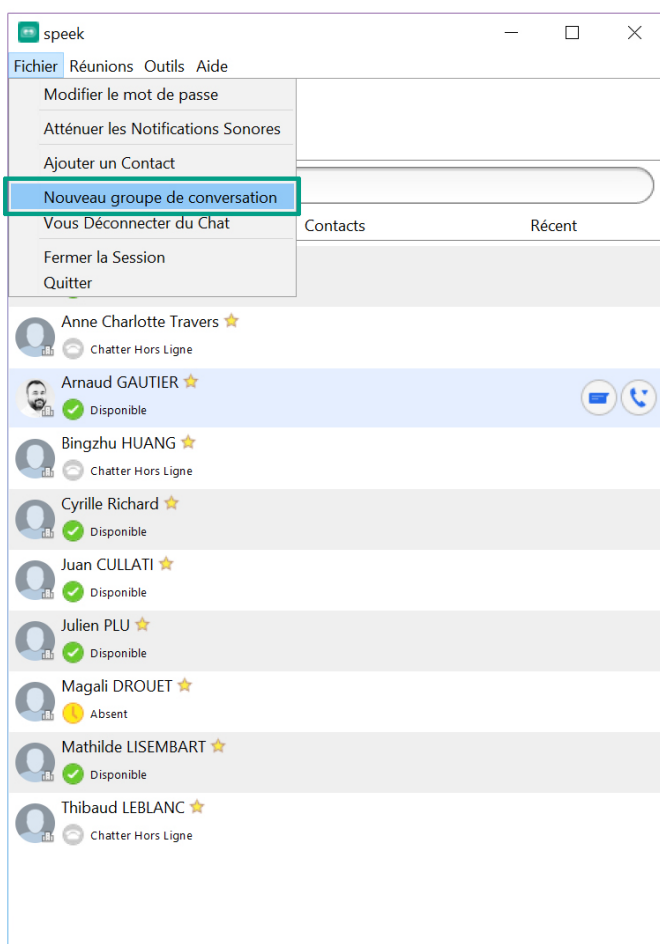 speek
Fichier Réunions Outils Aide
Modifier le mot de passe
Atténuer les Notifications Sonores
Ajouter un Contact
Nouveau groupe de conversation
Vous Déconnecter du Chat
Fermer la Session
Quitter
Contacts Récent
Anne Charlotte Travers
Chatter Hors Ligne
Arnaud GAUTIER
Disponible
Bingzhu HUANG
Chatter Hors Ligne
Cyrille Richard
Disponible
Juan CULLATI
Disponible
Julien PLU
Disponible
Magali DROUET
Absent
Mathilde LISEMBART
Disponible
Thibaud LEBLANC
Chatter Hors Ligne